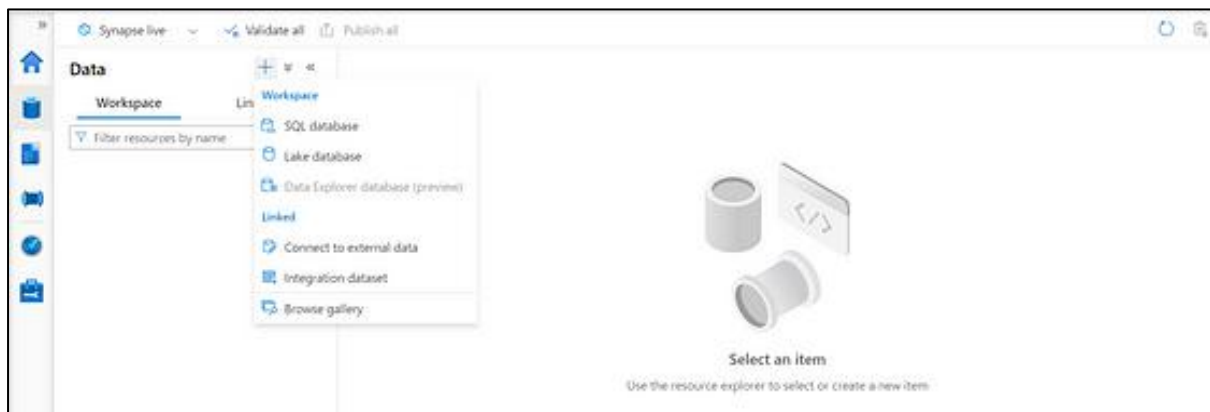 Synapse live Validate all Publish all
Data
Workspace Lin
Filter resources by name
Workspace
SQL database
Lake database
Data Explorer database (preview)
Linked
Connect to external data
Integration dataset
Browse gallery
Select an item
Use the resource explorer to select or create a new item